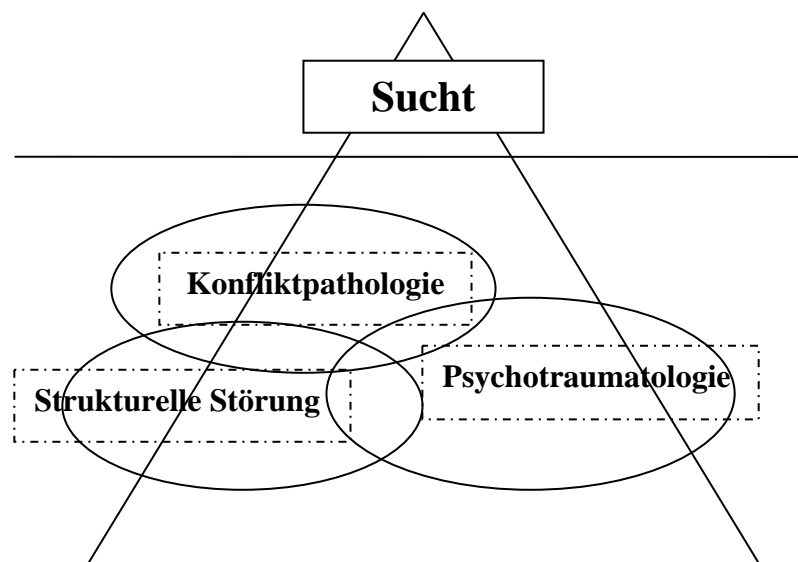 Sucht
Konfliktpathologie
Psychotraumatologie
Strukturelle Störung